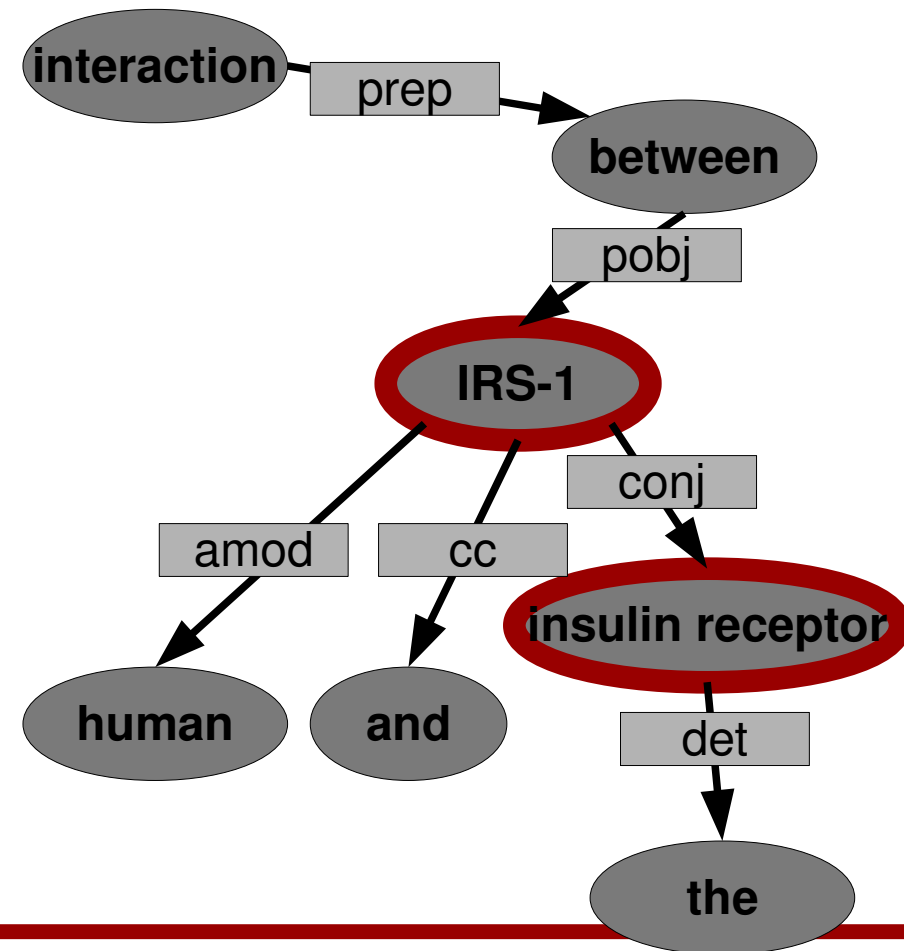 interaction
prep
between
pobj
IRS-1
conj
amod
cc
insulin receptor
human
and
det
the